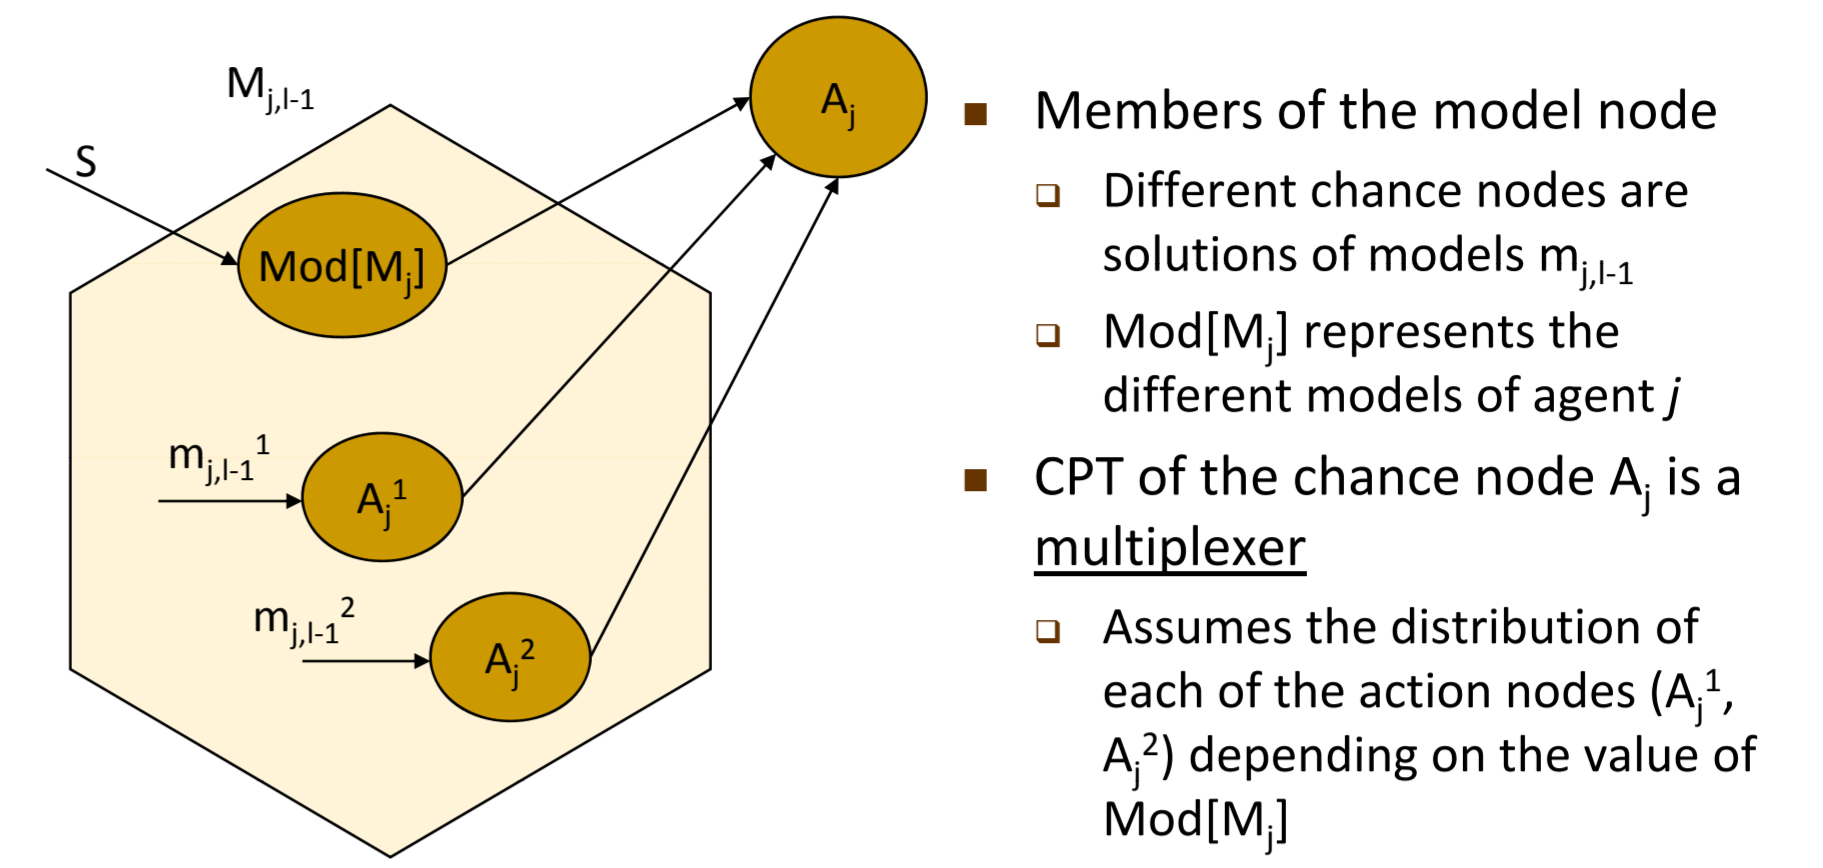 M_{j,l-1}
S
Mod[M_j]
A_j
m_{j,l-1}^1
A_j^1
m_{j,l-1}^2
A_j^2
Members of the model node
Different chance nodes are
solutions of models m_{j,l-1}
Mod[M_j] represents the
different models of agent j
CPT of the chance node A_j is a
multiplexer
Assumes the distribution of
each of the action nodes (A_j^1,
A_j^2) depending on the value of
Mod[M_j]